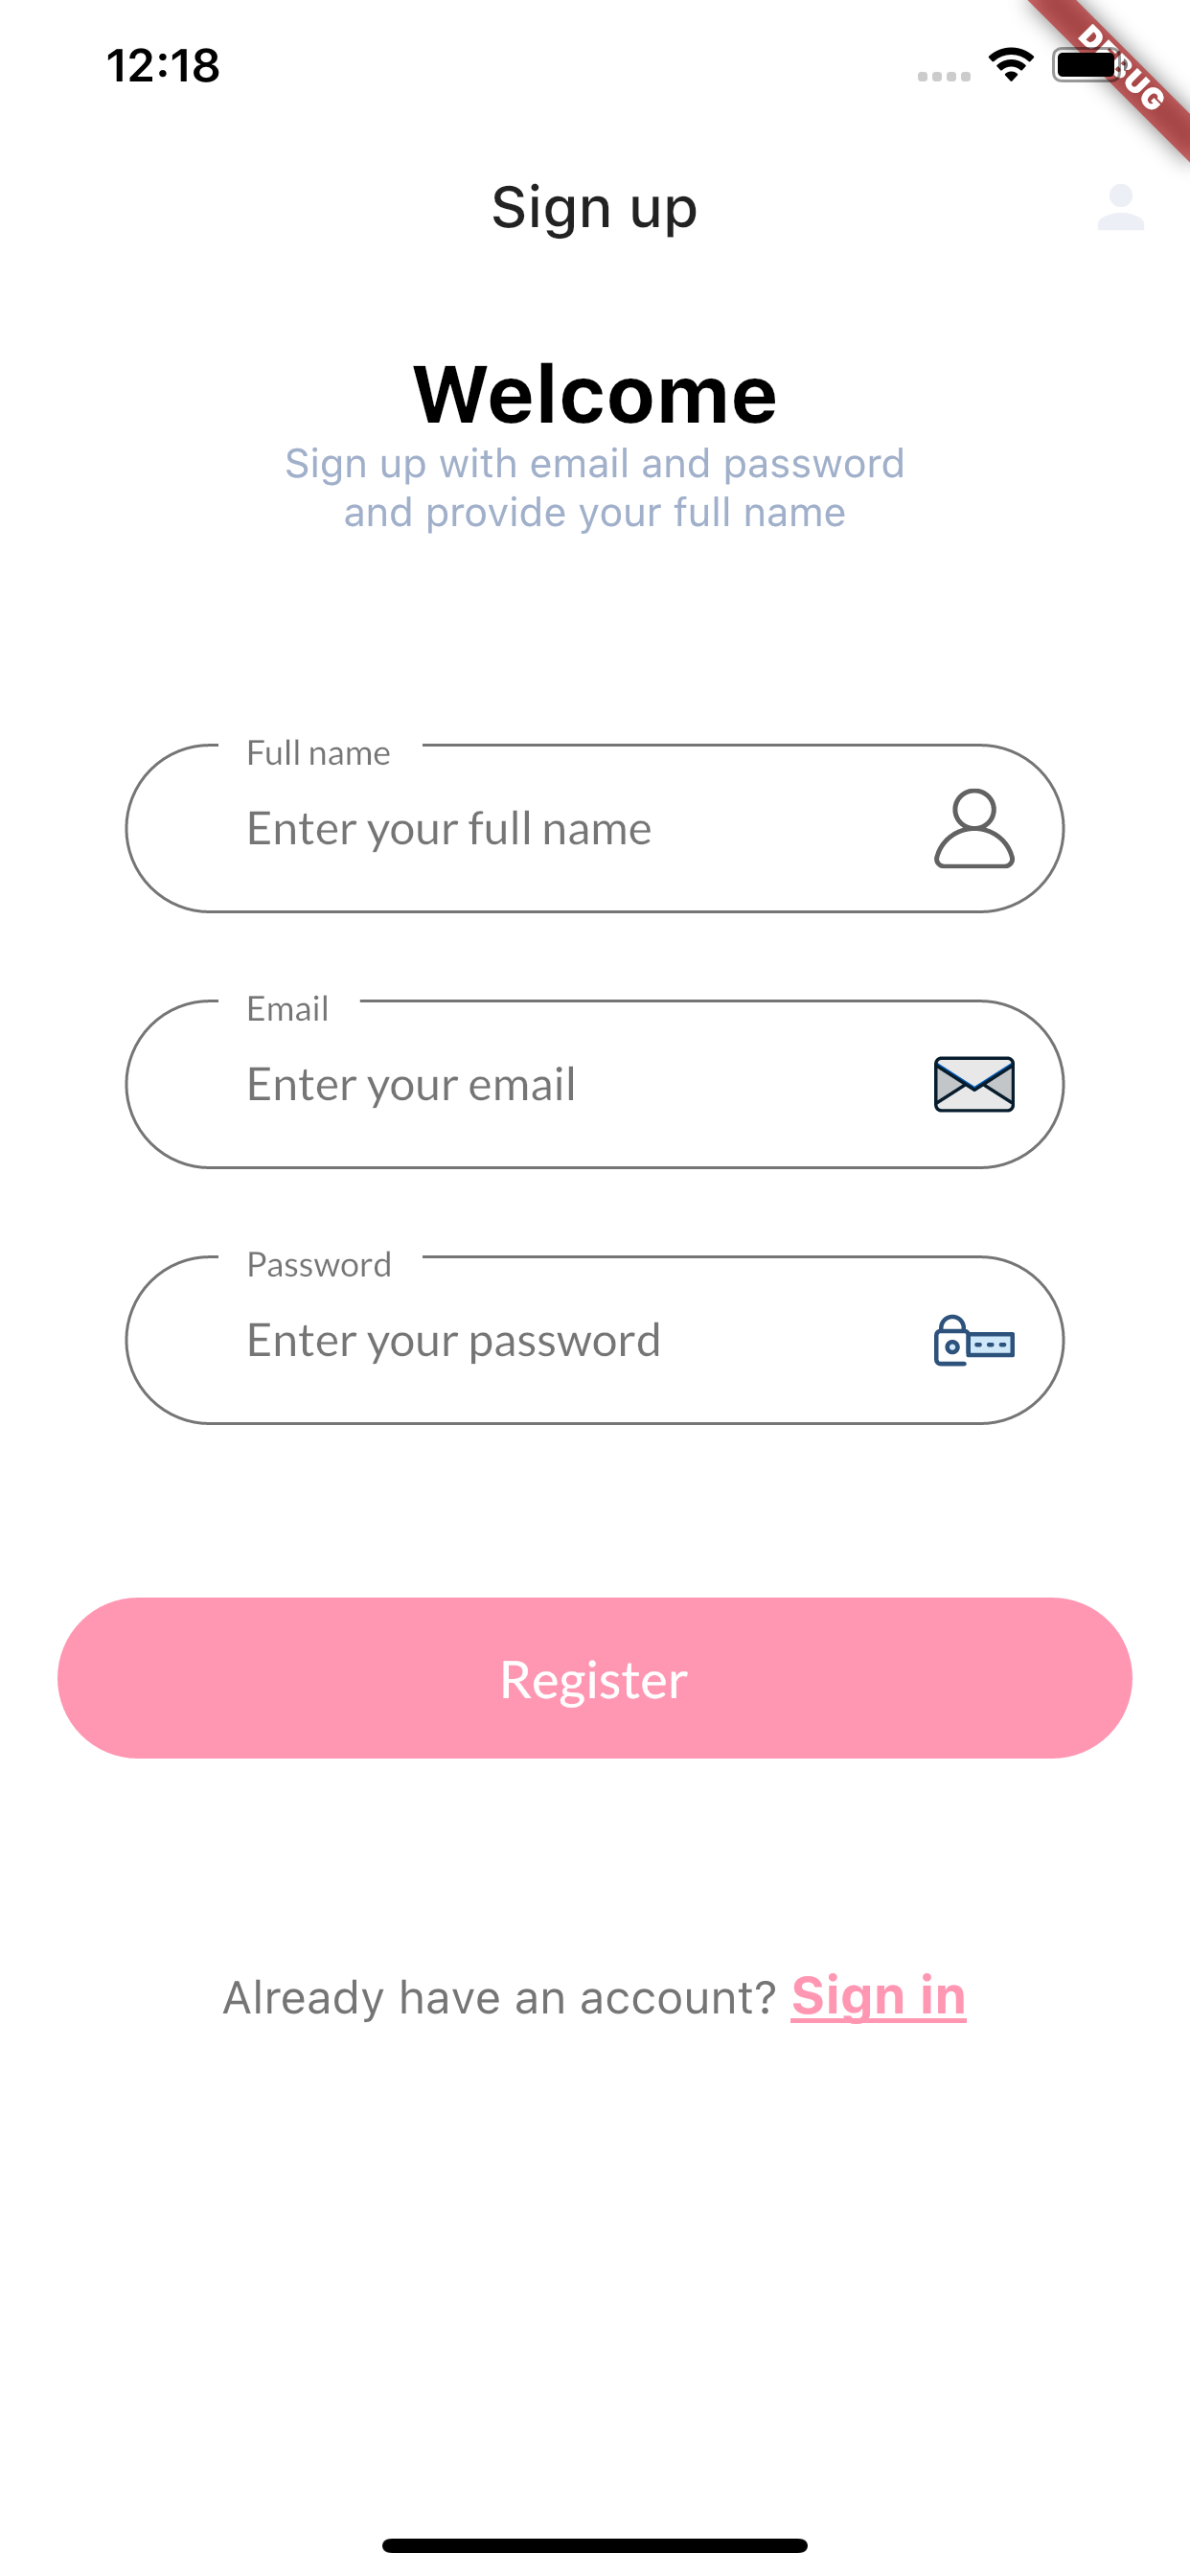 12:18
DEBUG
Sign up
Welcome
Sign up with email and password
and provide your full name
Full name
Enter your full name
Email
Enter your email
Password
Enter your password
Register
Already have an account? Sign in